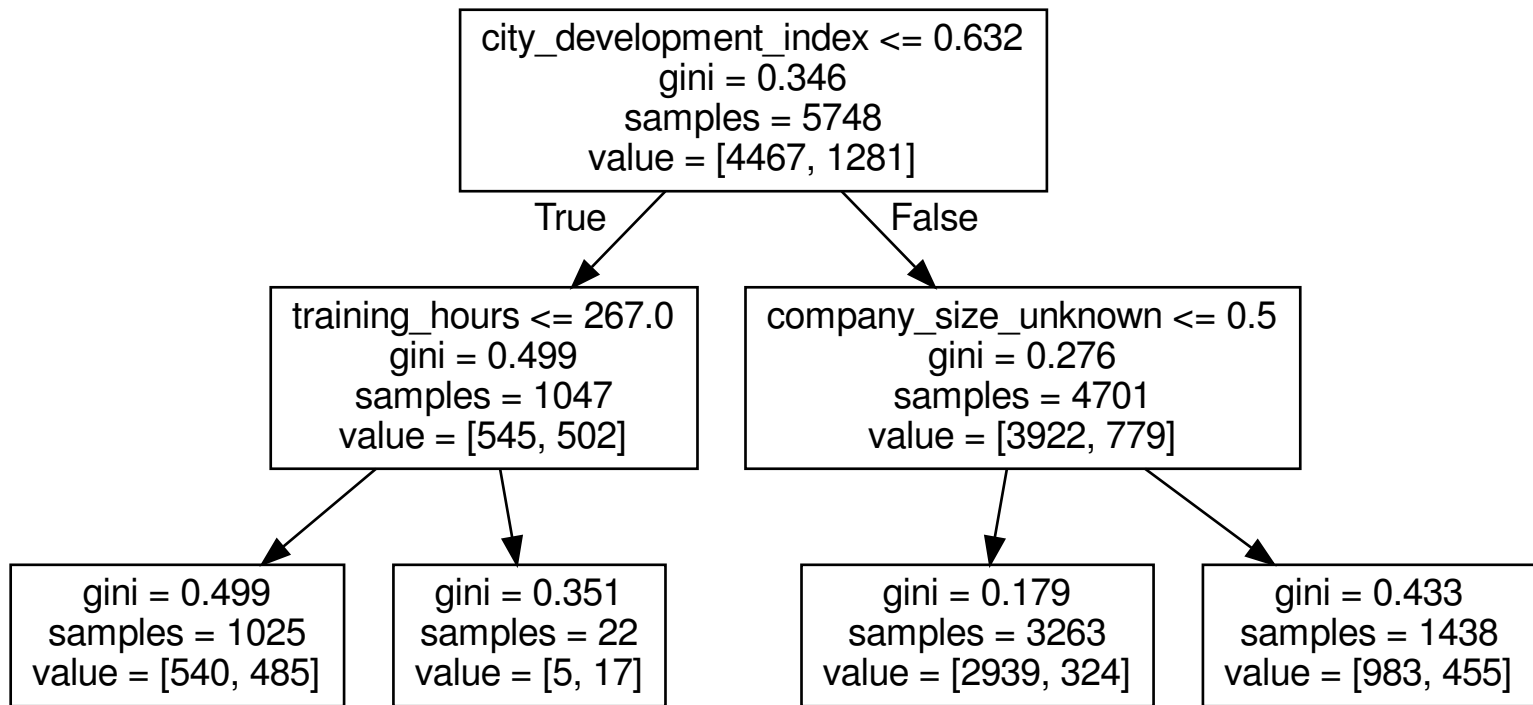 city_development_index <= 0.632
gini = 0.346
samples = 5748
value = [4467, 1281]
True
False
training_hours <= 267.0
gini = 0.499
samples = 1047
value = [545, 502]
company_size_unknown <= 0.5
gini = 0.276
samples = 4701
value = [3922, 779]
gini = 0.499
samples = 1025
value = [540, 485]
gini = 0.351
samples = 22
value = [5, 17]
gini = 0.179
samples = 3263
value = [2939, 324]
gini = 0.433
samples = 1438
value = [983, 455]